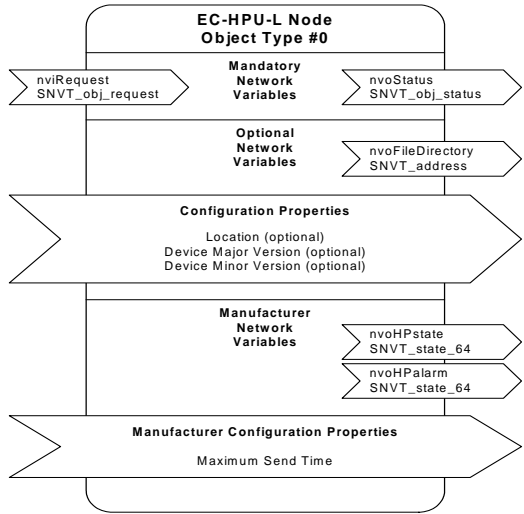 EC-HPU-L Node
Object Type #0
Mandatory
Network
Variables
nviRequest
SNVT_obj_request
nvoStatus
SNVT_obj_status
Optional
Network
Variables
nvoFileDirectory
SNVT_address
Configuration Properties
Location (optional)
Device Major Version (optional)
Device Minor Version (optional)
Manufacturer
Network
Variables
nvoHPstate
SNVT_state_64
nvoHPalarm
SNVT_state_64
Manufacturer Configuration Properties
Maximum Send Time